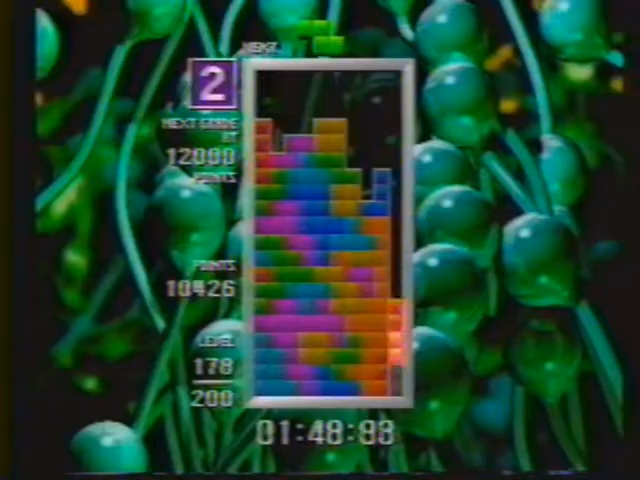 NEXT
2
NEXT GRADE
AT
12000
POINTS
POINTS
10426
LEVEL
178
200
01:48:83